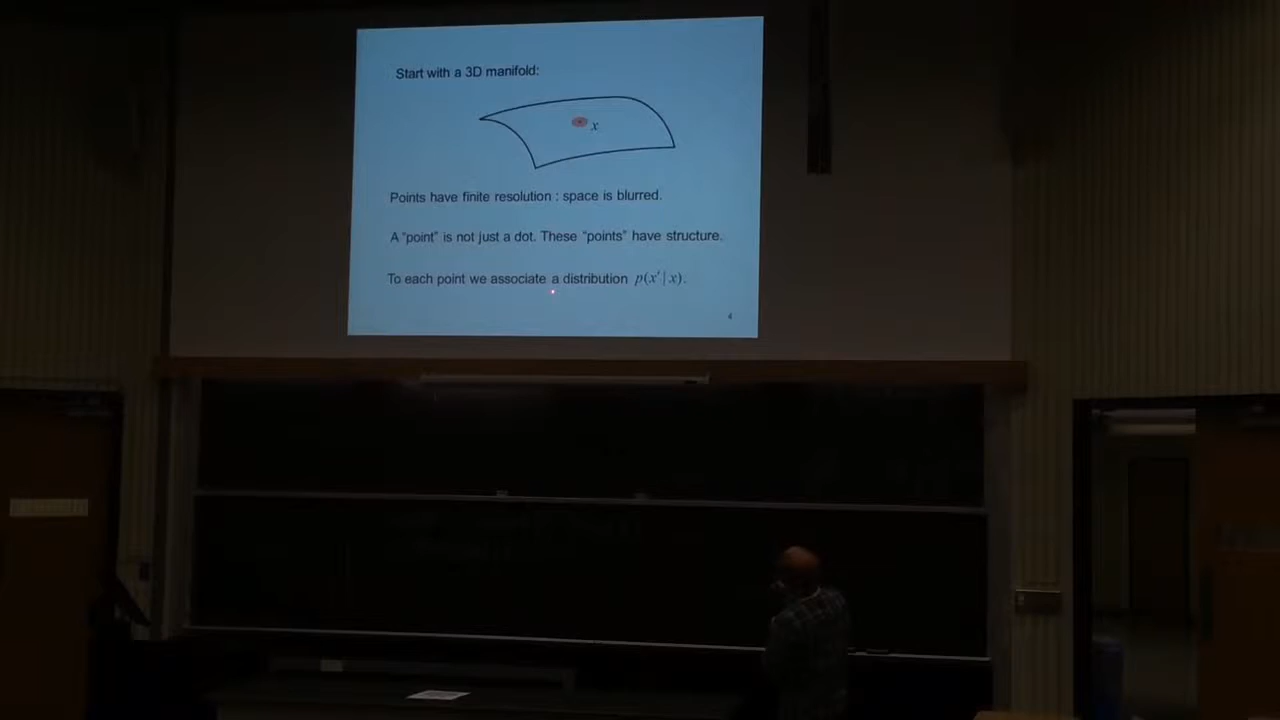 Start with a 3D manifold:
x
Points have finite resolution : space is blurred.
A “point” is not just a dot. These “points” have structure.
To each point we associate a distribution p(x′| x).
4